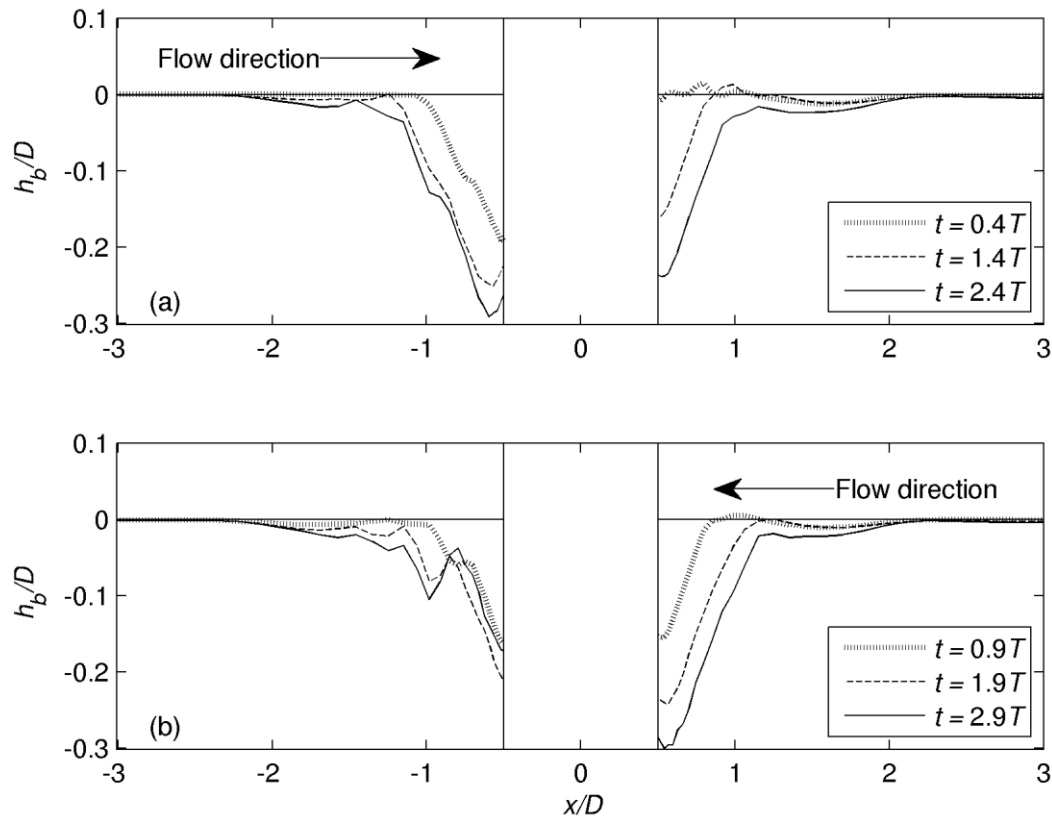 0.1
Flow direction
0
h_b/D
-0.1
-0.2
-0.3
(a)
t = 0.4T
t = 1.4T
t = 2.4T
-3 -2 -1 0 1 2 3
0.1
Flow direction
0
h_b/D
-0.1
-0.2
-0.3
(b)
t = 0.9T
t = 1.9T
t = 2.9T
-3 -2 -1 0 1 2 3
x/D